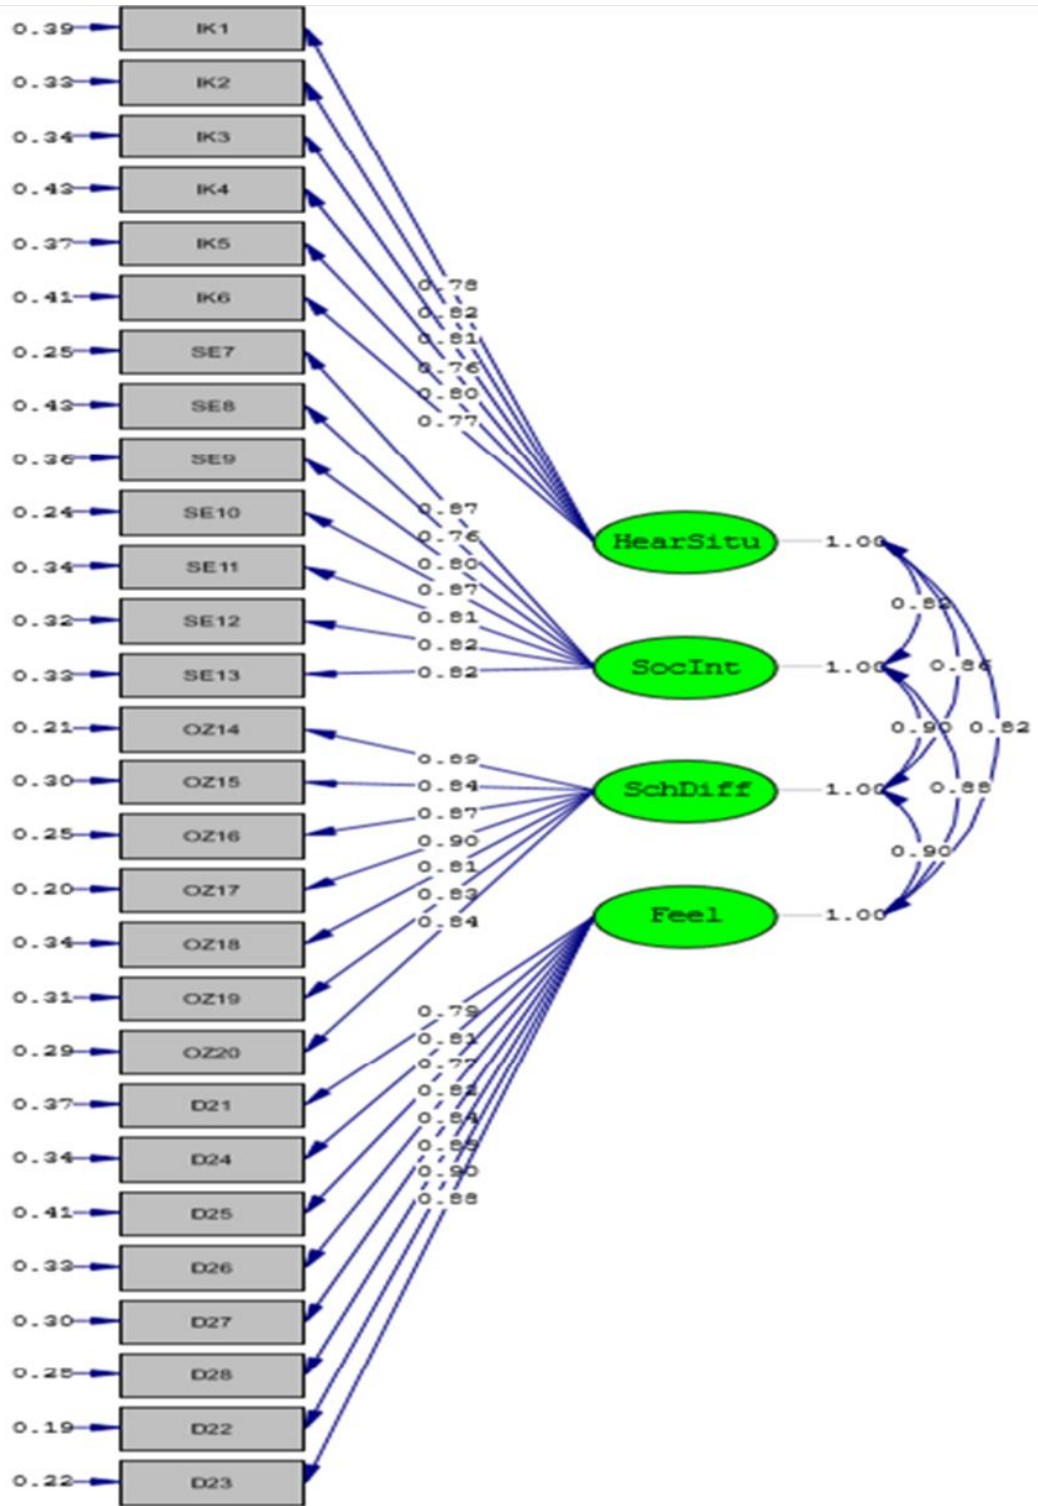 0.39 IK1
0.33 IK2
0.34 IK3
0.43 IK4
0.37 IK5
0.41 IK6
0.25 SE7
0.43 SE8
0.36 SE9
0.24 SE10
0.34 SE11
0.32 SE12
0.33 SE13
0.21 OZ14
0.30 OZ15
0.25 OZ16
0.20 OZ17
0.34 OZ18
0.31 OZ19
0.29 OZ20
0.37 D21
0.34 D24
0.41 D25
0.33 D26
0.30 D27
D28
0.19 D22
0.22 D23
0.78
0.82
0.81
0.76
0.80
0.77
0.87
0.76
0.80
0.87
0.81
0.82
0.82
0.89
0.84
0.87
0.90
0.81
0.83
0.84
0.79
0.81
0.77
0.82
0.84
0.90
0.88
HearSitu 1.00
SocInt 1.00
SchDiff 1.00
Feel 1.00
0.82
0.86
0.90 0.82
0.88
0.90